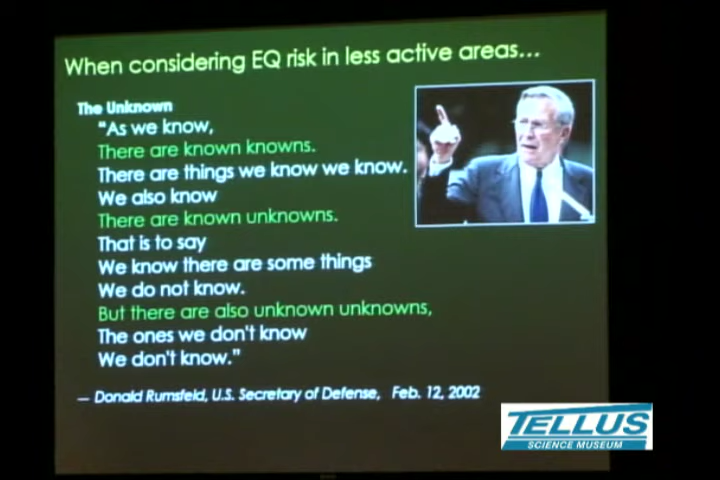 When considering EQ risk in less active areas...
The Unknown
"As we know,
There are known knowns.
There are things we know we know.
We also know
There are known unknowns.
That is to say
We know there are some things
We do not know.
But there are also unknown unknowns,
The ones we don't know
We don't know."
— Donald Rumsfeld, U.S. Secretary of Defense, Feb. 12, 2002
TELLUS
SCIENCE MUSEUM